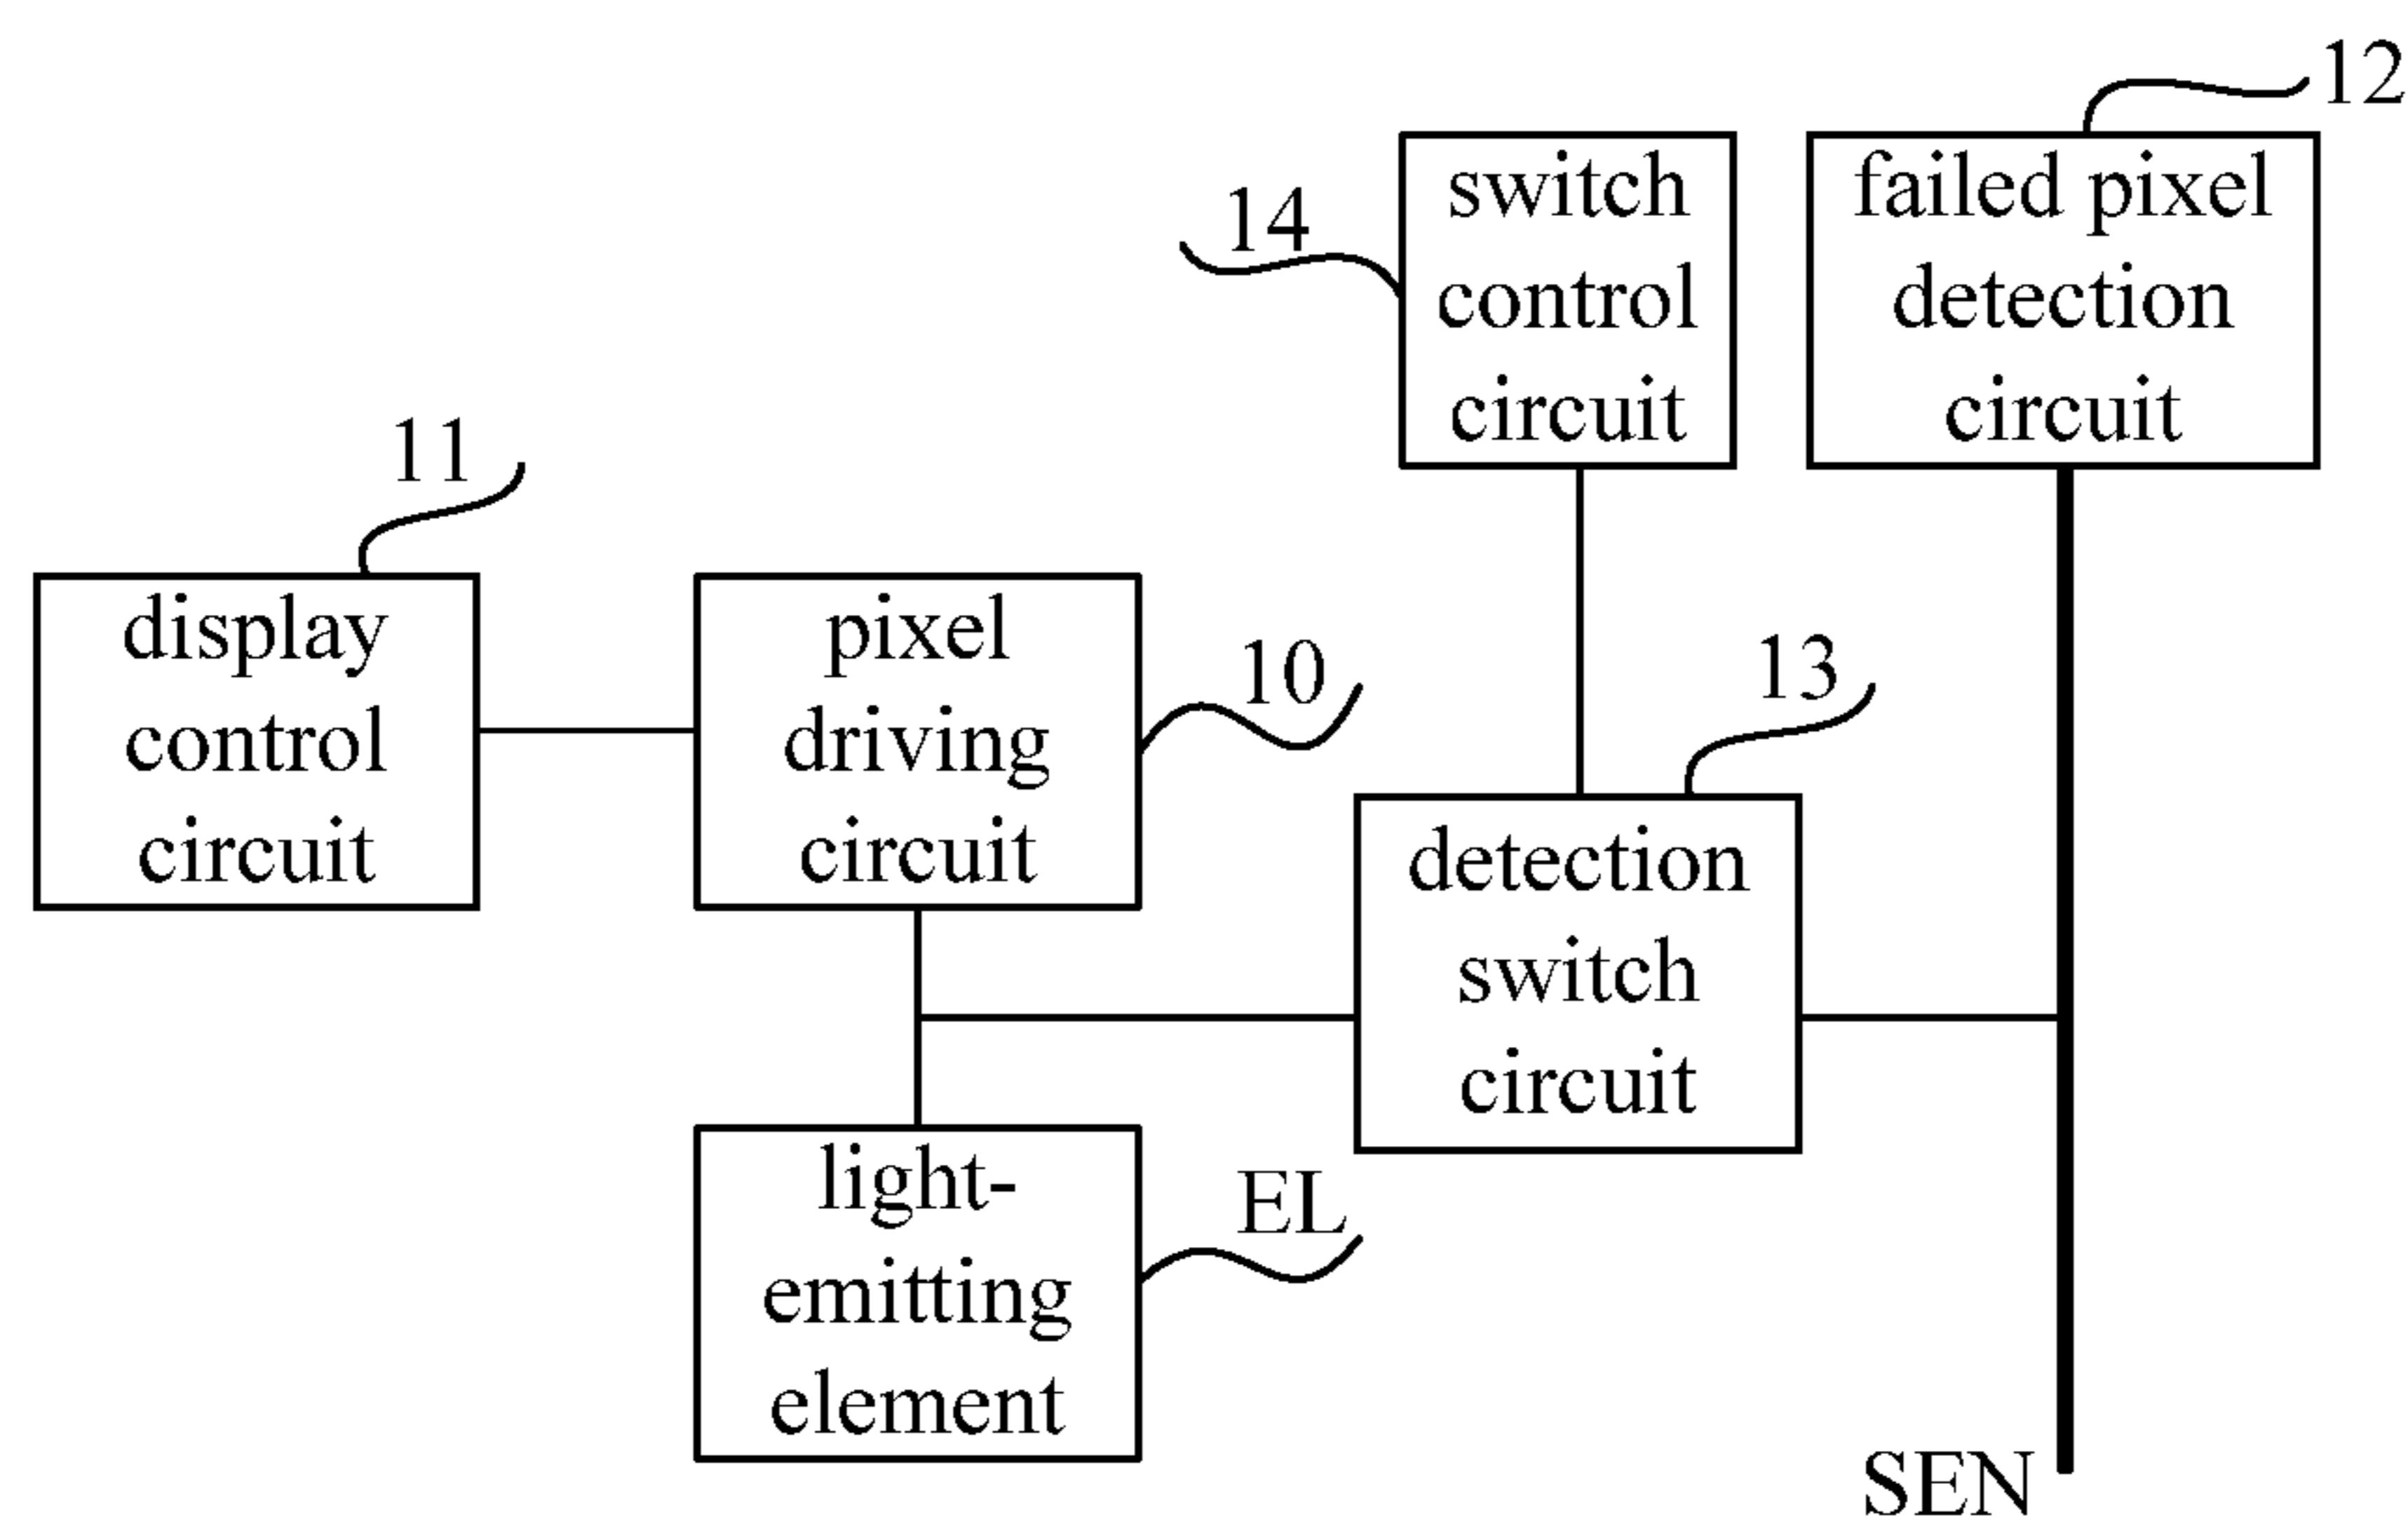 12
14
switch
control
circuit
failed pixel
detection
circuit
11
display
control
circuit
pixel
driving
circuit
10
13
detection
switch
circuit
light-
emitting
element
EL
SEN